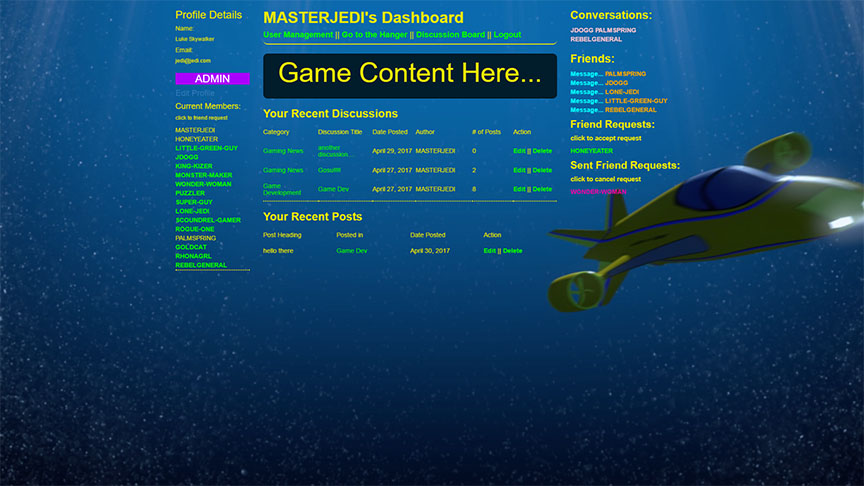 Profile Details
Name:
Luke Skywalker
Email:
jedi@jedi.com
ADMIN
Edit Profile
Current Members:
click to friend request
MASTERJEDI
HONEYEATER
LITTLE-GREEN-GUY
JDOGG
KING-KIZER
MONSTER-MAKER
WONDER-WOMAN
PUZZLER
SUPER-GUY
LONE-JEDI
SCOUNDREL-GAMER
ROGUE-ONE
PALMSPRING
GOLDCAT
RHONAGRL
REBELGENERAL
MASTERJEDI's Dashboard
User Management || Go to the Hanger || Discussion Board || Logout
Game Content Here...
Your Recent Discussions
Category Discussion Title Date Posted Author # of Posts Action
Gaming News another discussion... April 29, 2017 MASTERJEDI 0 Edit || Delete
Gaming News April 27, 2017 MASTERJEDI 2 Edit || Delete
Game Development Game Dev April 27, 2017 MASTERJEDI 8 Edit || Delete
Your Recent Posts
Post Heading Posted in Date Posted Action
hello there Game Dev April 30, 2017 Edit || Delete
Conversations:
JDOGG PALMSPRING
REBELGENERAL
Friends:
Message... PALMSPRING
Message... JDOGG
Message... LONE-JEDI
Message... LITTLE-GREEN-GUY
Message... REBELGENERAL
Friend Requests:
click to accept request
HONEYEATER
Sent Friend Requests:
click to cancel request
WONDER-WOMAN